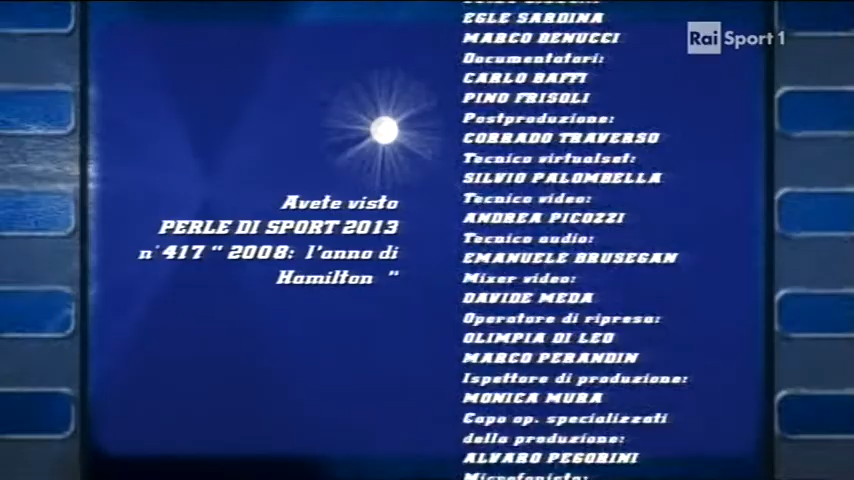 Rai Sport 1
Avete visto
PERLE DI SPORT 2013
n°417 " 2008: l'anno di
Hamilton "
EGLE SARDINA
MARCO BENUCCI
Documentatori:
CARLO BAFFI
PINO FRISOLI
Postproduzione:
CORRADO TRAVERSO
Tecnico virtualset:
SILVIO PALOMBELLA
Tecnico video:
ANDREA PICOZZI
Tecnico audio:
EMANUELE BRUSEGAN
Mixer video:
DAVIDE MEDA
Operatore di ripresa:
OLIMPIA DI LEO
MARCO PERANDIN
Ispettore di produzione:
MONICA MURA
Capo op. specializzati
della produzione:
ALVARO PEGORINI
Microfonista: